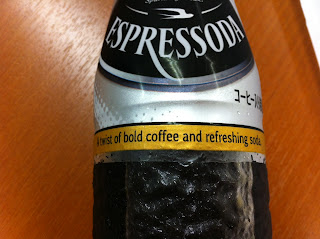 ESPRESSODA
コーヒー
A twist of bold coffee and refreshing soda.